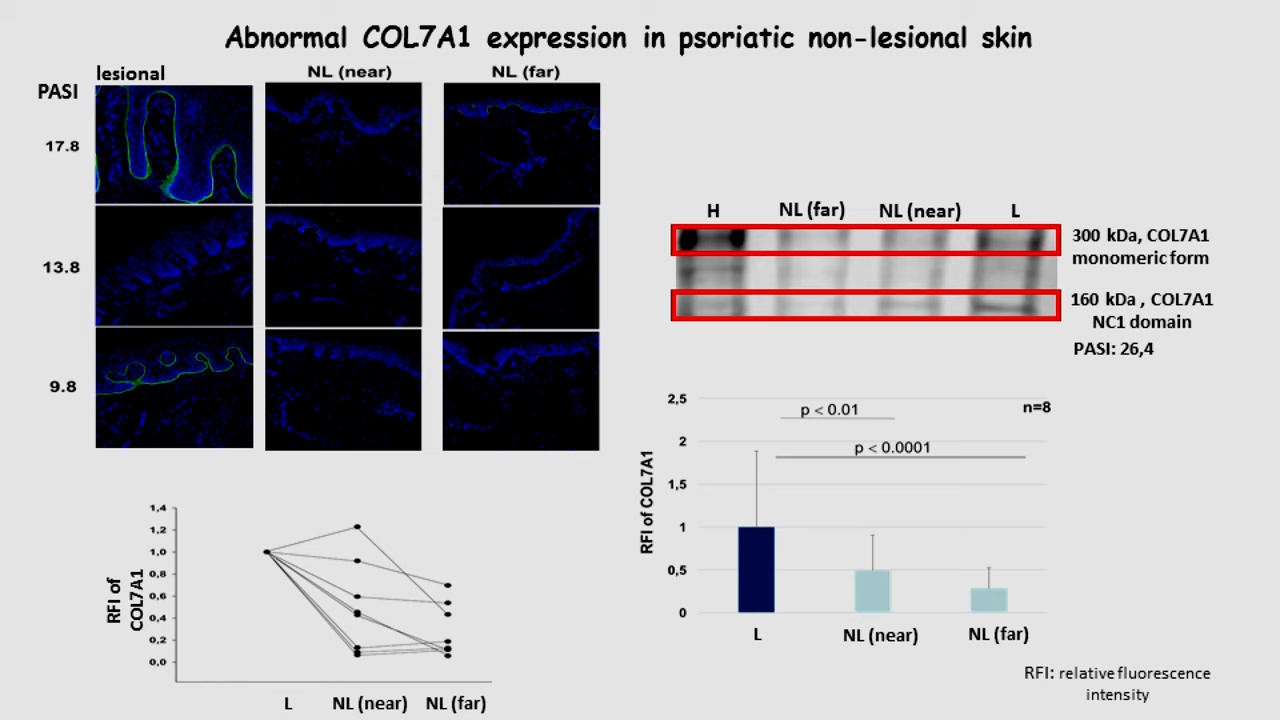 Abnormal COL7A1 expression in psoriatic non-lesional skin
lesional
NL (near)
NL (far)
PASI
17.8
13.8
9.8
H
NL (far)
NL (near)
L
300 kDa, COL7A1
monomeric form
160 kDa , COL7A1
NC1 domain
PASI: 26,4
RFI of COL7A1
2,5
2
1,5
1
0,5
0
p < 0.01
p < 0.0001
n=8
L
NL (near)
NL (far)
RFI of
COL7A1
1,4
1,2
1,0
0,8
0,6
0,4
0,2
0,0
L
NL (near)
NL (far)
RFI: relative fluorescence
intensity